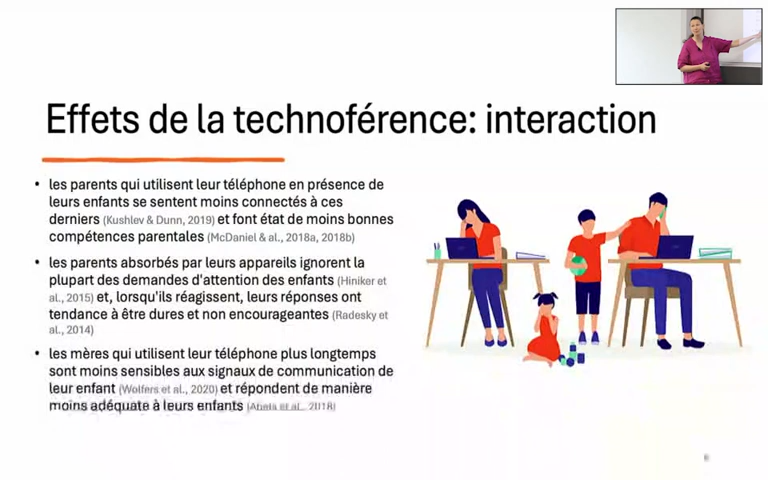 Effets de la technoférence: interaction
• les parents qui utilisent leur téléphone en présence de
leurs enfants se sentent moins connectés à ces
derniers (Kushlev & Dunn, 2019) et font état de moins bonnes
compétences parentales (McDaniel & al., 2018a, 2018b)
• les parents absorbés par leurs appareils ignorent la
plupart des demandes d'attention des enfants (Hiniker et
al., 2015) et, lorsqu'ils réagissent, leurs réponses ont
tendance à être dures et non encourageantes (Radesky et
al., 2014)
• les mères qui utilisent leur téléphone plus longtemps
sont moins sensibles aux signaux de communication de
leur enfant (Wolfers et al., 2020) et répondent de manière
moins adéquate à leurs enfants (et al., 2018)